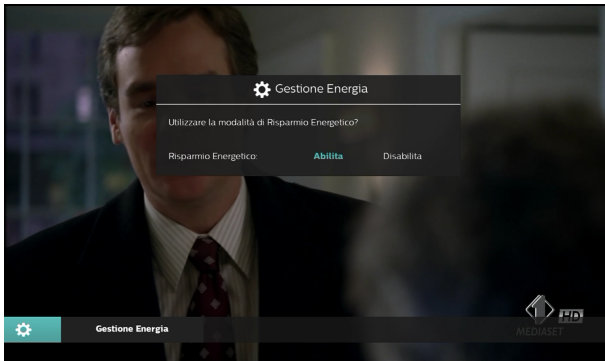 Gestione Energia
Utilizzare la modalità di Risparmio Energetico?
Risparmio Energetico: Abilita Disabilita
HD
MEDIASET
Gestione Energia